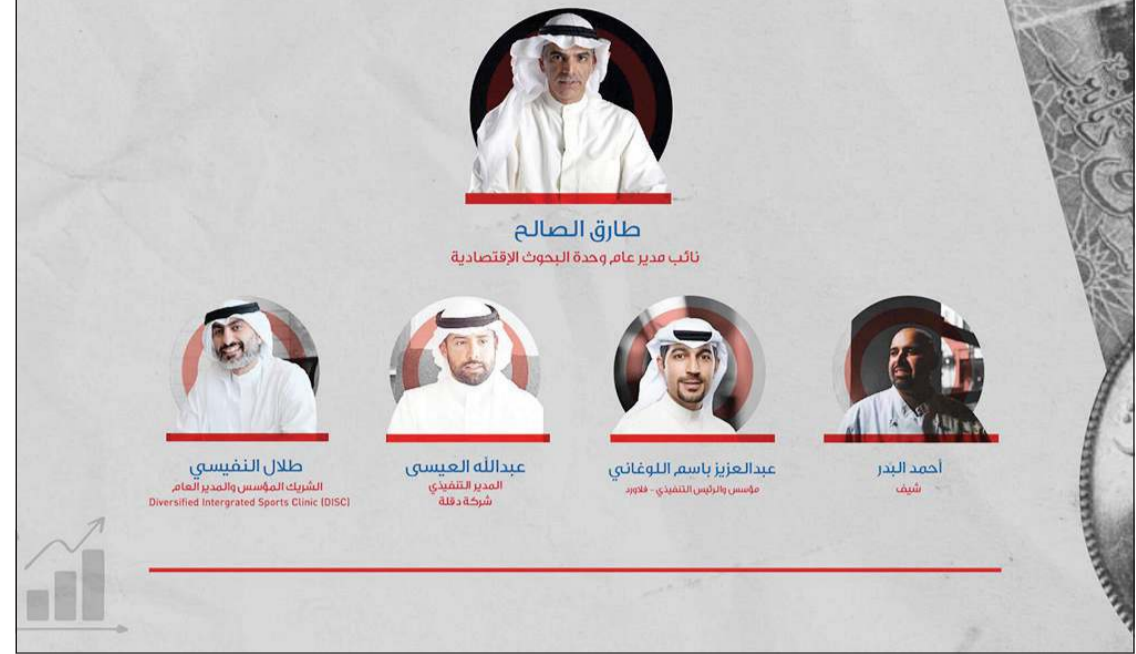 طارق الصالح
نائب مدير عام وحدة البحوث الإقتصادية
أحمد البدر
شيف
عبدالعزيز باسم اللوغاني
مؤسس والرئيس التنفيذي - فلاورد
عبدالله العيسى
المدير التنفيذي
شركة دقلة
طلال النفيسي
الشريك المؤسس والمدير العام
Diversified Intergrated Sports Clinic (DISC)